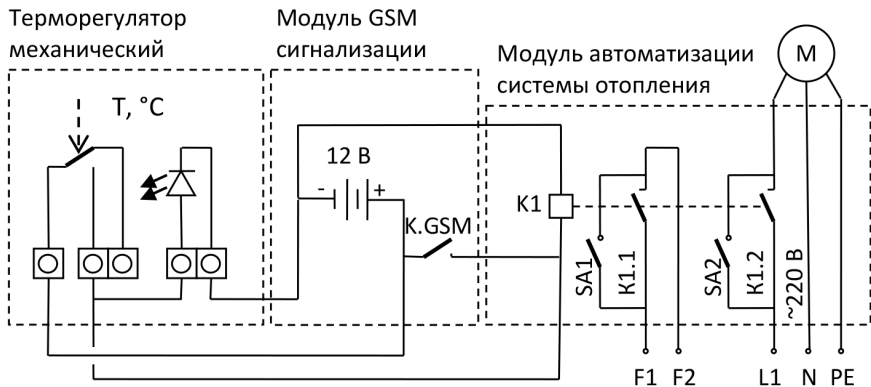 Терморегулятор
механический
Модуль GSM
сигнализации
Модуль автоматизации
системы отопления
M
T, °C
12 В
- +
K.GSM
K1
SA1
K1.1
SA2
K1.2
~220 В
F1 F2 L1 N PE